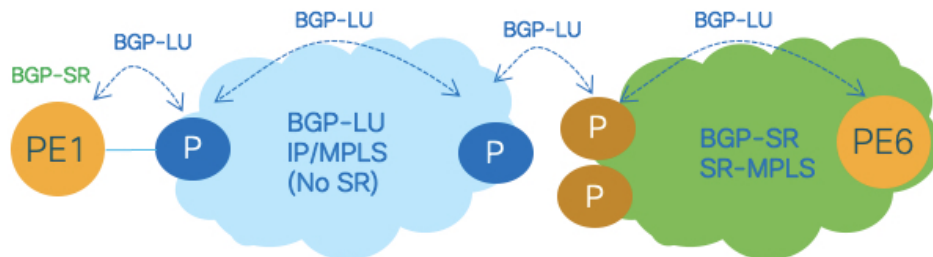 BGP-LU
BGP-LU
BGP-LU
BGP-LU
BGP-SR
PE1
P
BGP-LU
IP/MPLS
(No SR)
P
P
P
BGP-SR
SR-MPLS
PE6